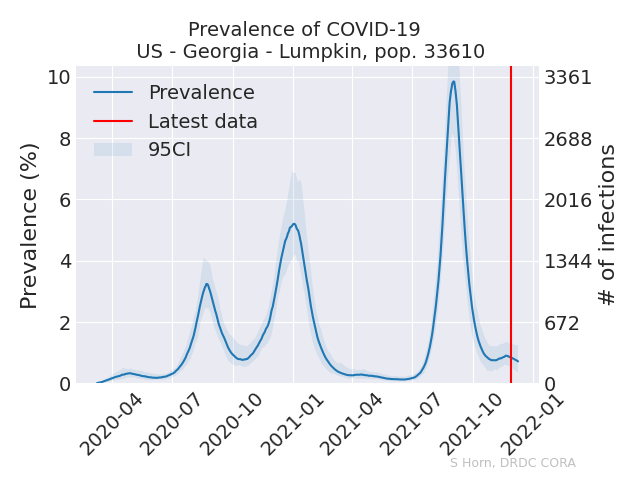 Prevalence of COVID-19
US - Georgia - Lumpkin, pop. 33610
Prevalence
Latest data
95CI
Prevalence (%)
10
8
6
4
2
0
3361
2688
2016
1344
672
0
# of infections
2020-04
2020-07
2020-10
2021-01
2021-04
2021-07
2021-10
2022-01
S Horn, DRDC CORA